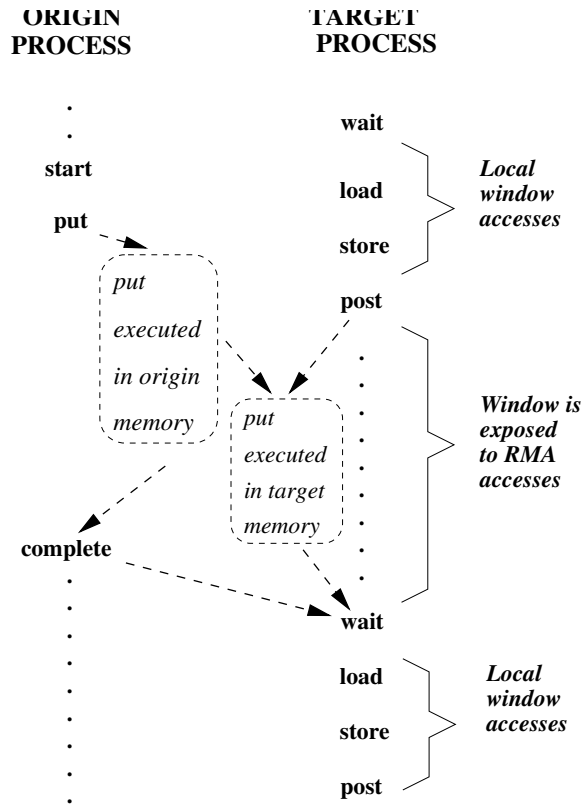 ORIGIN
PROCESS
TARGET
PROCESS
start
put
put
executed
in origin
memory
complete
wait
load
store
post
put
executed
in target
memory
wait
load
store
post
Local
window
accesses
Window is
exposed
to RMA
accesses
Local
window
accesses